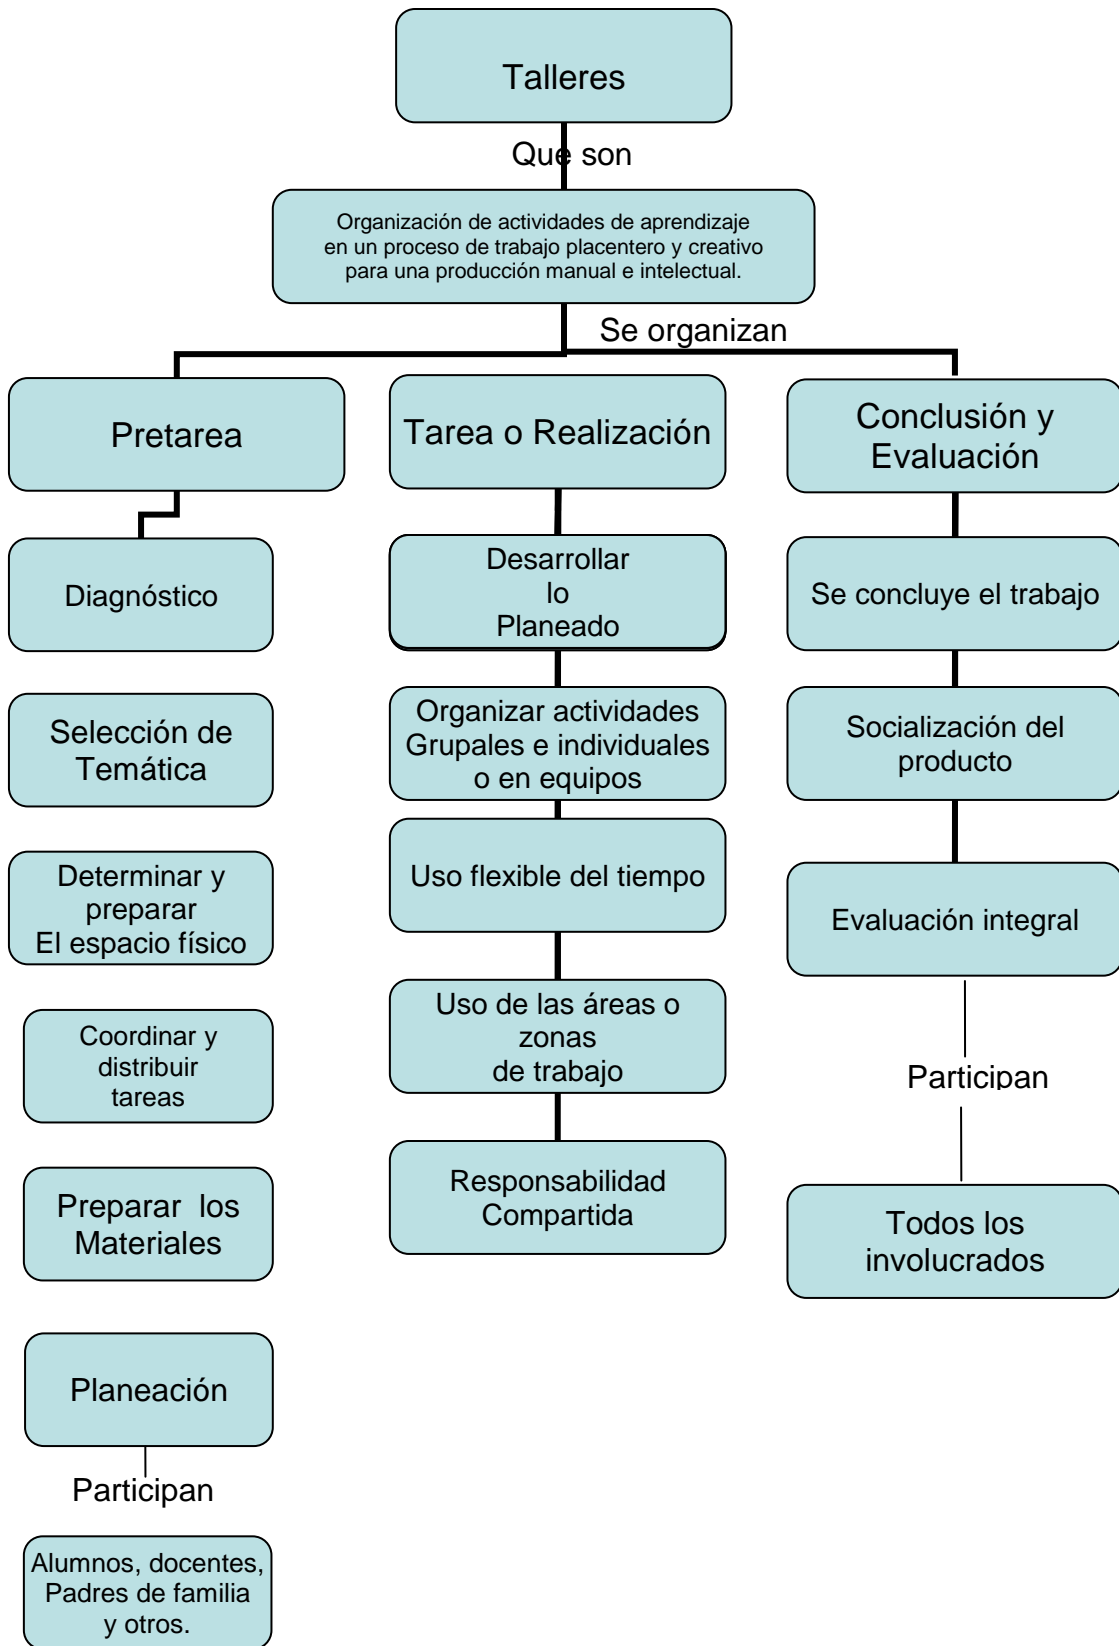 Talleres
Que son
Organización de actividades de aprendizaje
en un proceso de trabajo placentero y creativo
para una producción manual e intelectual.
Se organizan
Pretarea
Diagnóstico
Selección de
Temática
Determinar y
preparar
El espacio físico
Coordinar y
distribuir
tareas
Preparar los
Materiales
Planeación
Participan
Alumnos, docentes,
Padres de familia
y otros.
Tarea o Realización
Desarrollar
lo
Planeado
Organizar actividades
Grupales e individuales
o en equipos
Uso flexible del tiempo
Uso de las áreas o
zonas
de trabajo
Responsabilidad
Compartida
Conclusión y
Evaluación
Se concluye el trabajo
Socialización del
producto
Evaluación integral
Participan
Todos los
involucrados